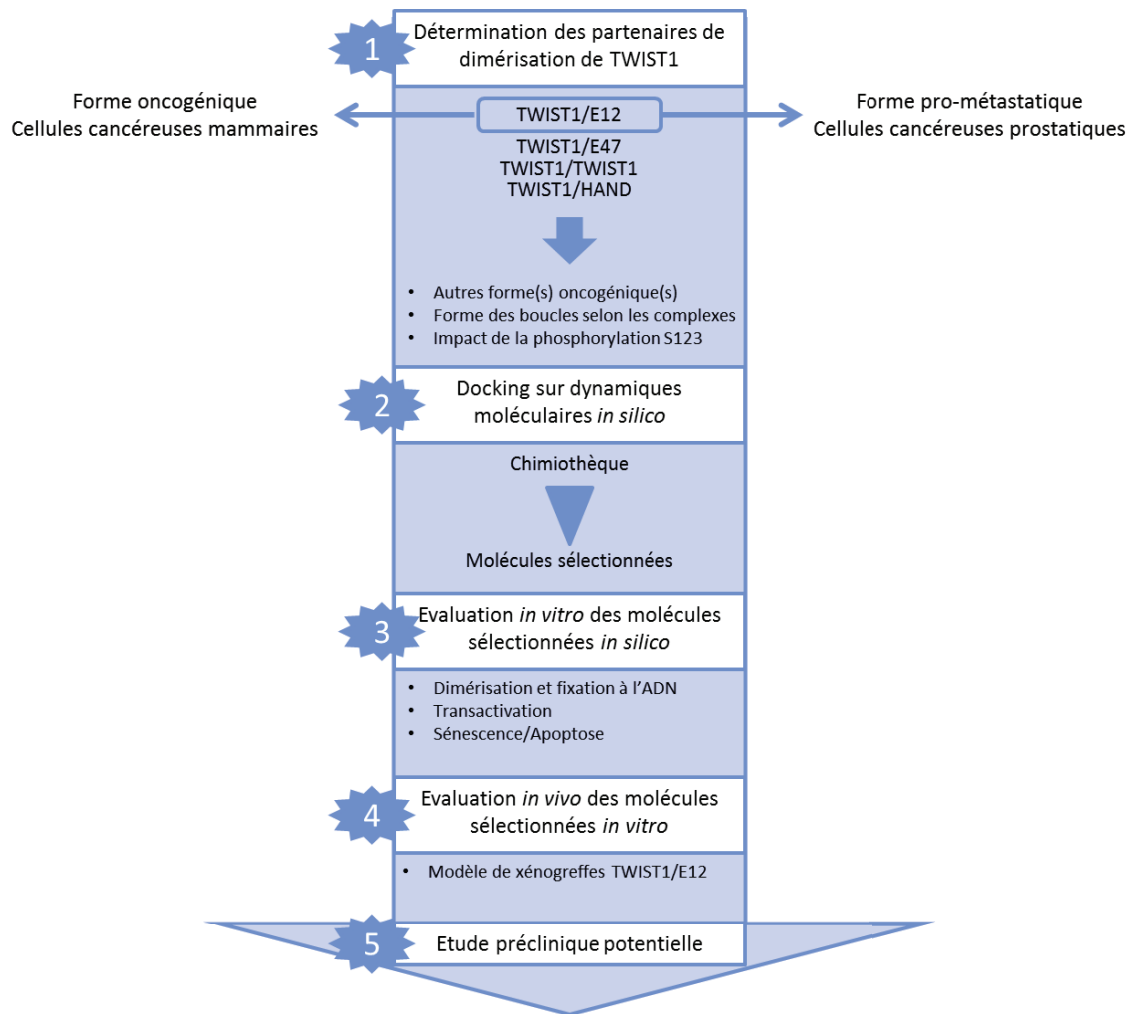 1
Détermination des partenaires de
dimérisation de TWIST1
Forme oncogénique
Cellules cancéreuses mammaires
TWIST1/E12
Forme pro-métastatique
Cellules cancéreuses prostatiques
TWIST1/E47
TWIST1/TWIST1
TWIST1/HAND
• Autres forme(s) oncogénique(s)
• Forme des boucles selon les complexes
• Impact de la phosphorylation S123
2
Docking sur dynamiques
moléculaires in silico
Chimiothèque
Molécules sélectionnées
3
Evaluation in vitro des molécules
sélectionnées in silico
• Dimérisation et fixation à l’ADN
• Transactivation
• Sénescence/Apoptose
4
Evaluation in vivo des molécules
sélectionnées in vitro
• Modèle de xénogreffes TWIST1/E12
5
Etude préclinique potentielle